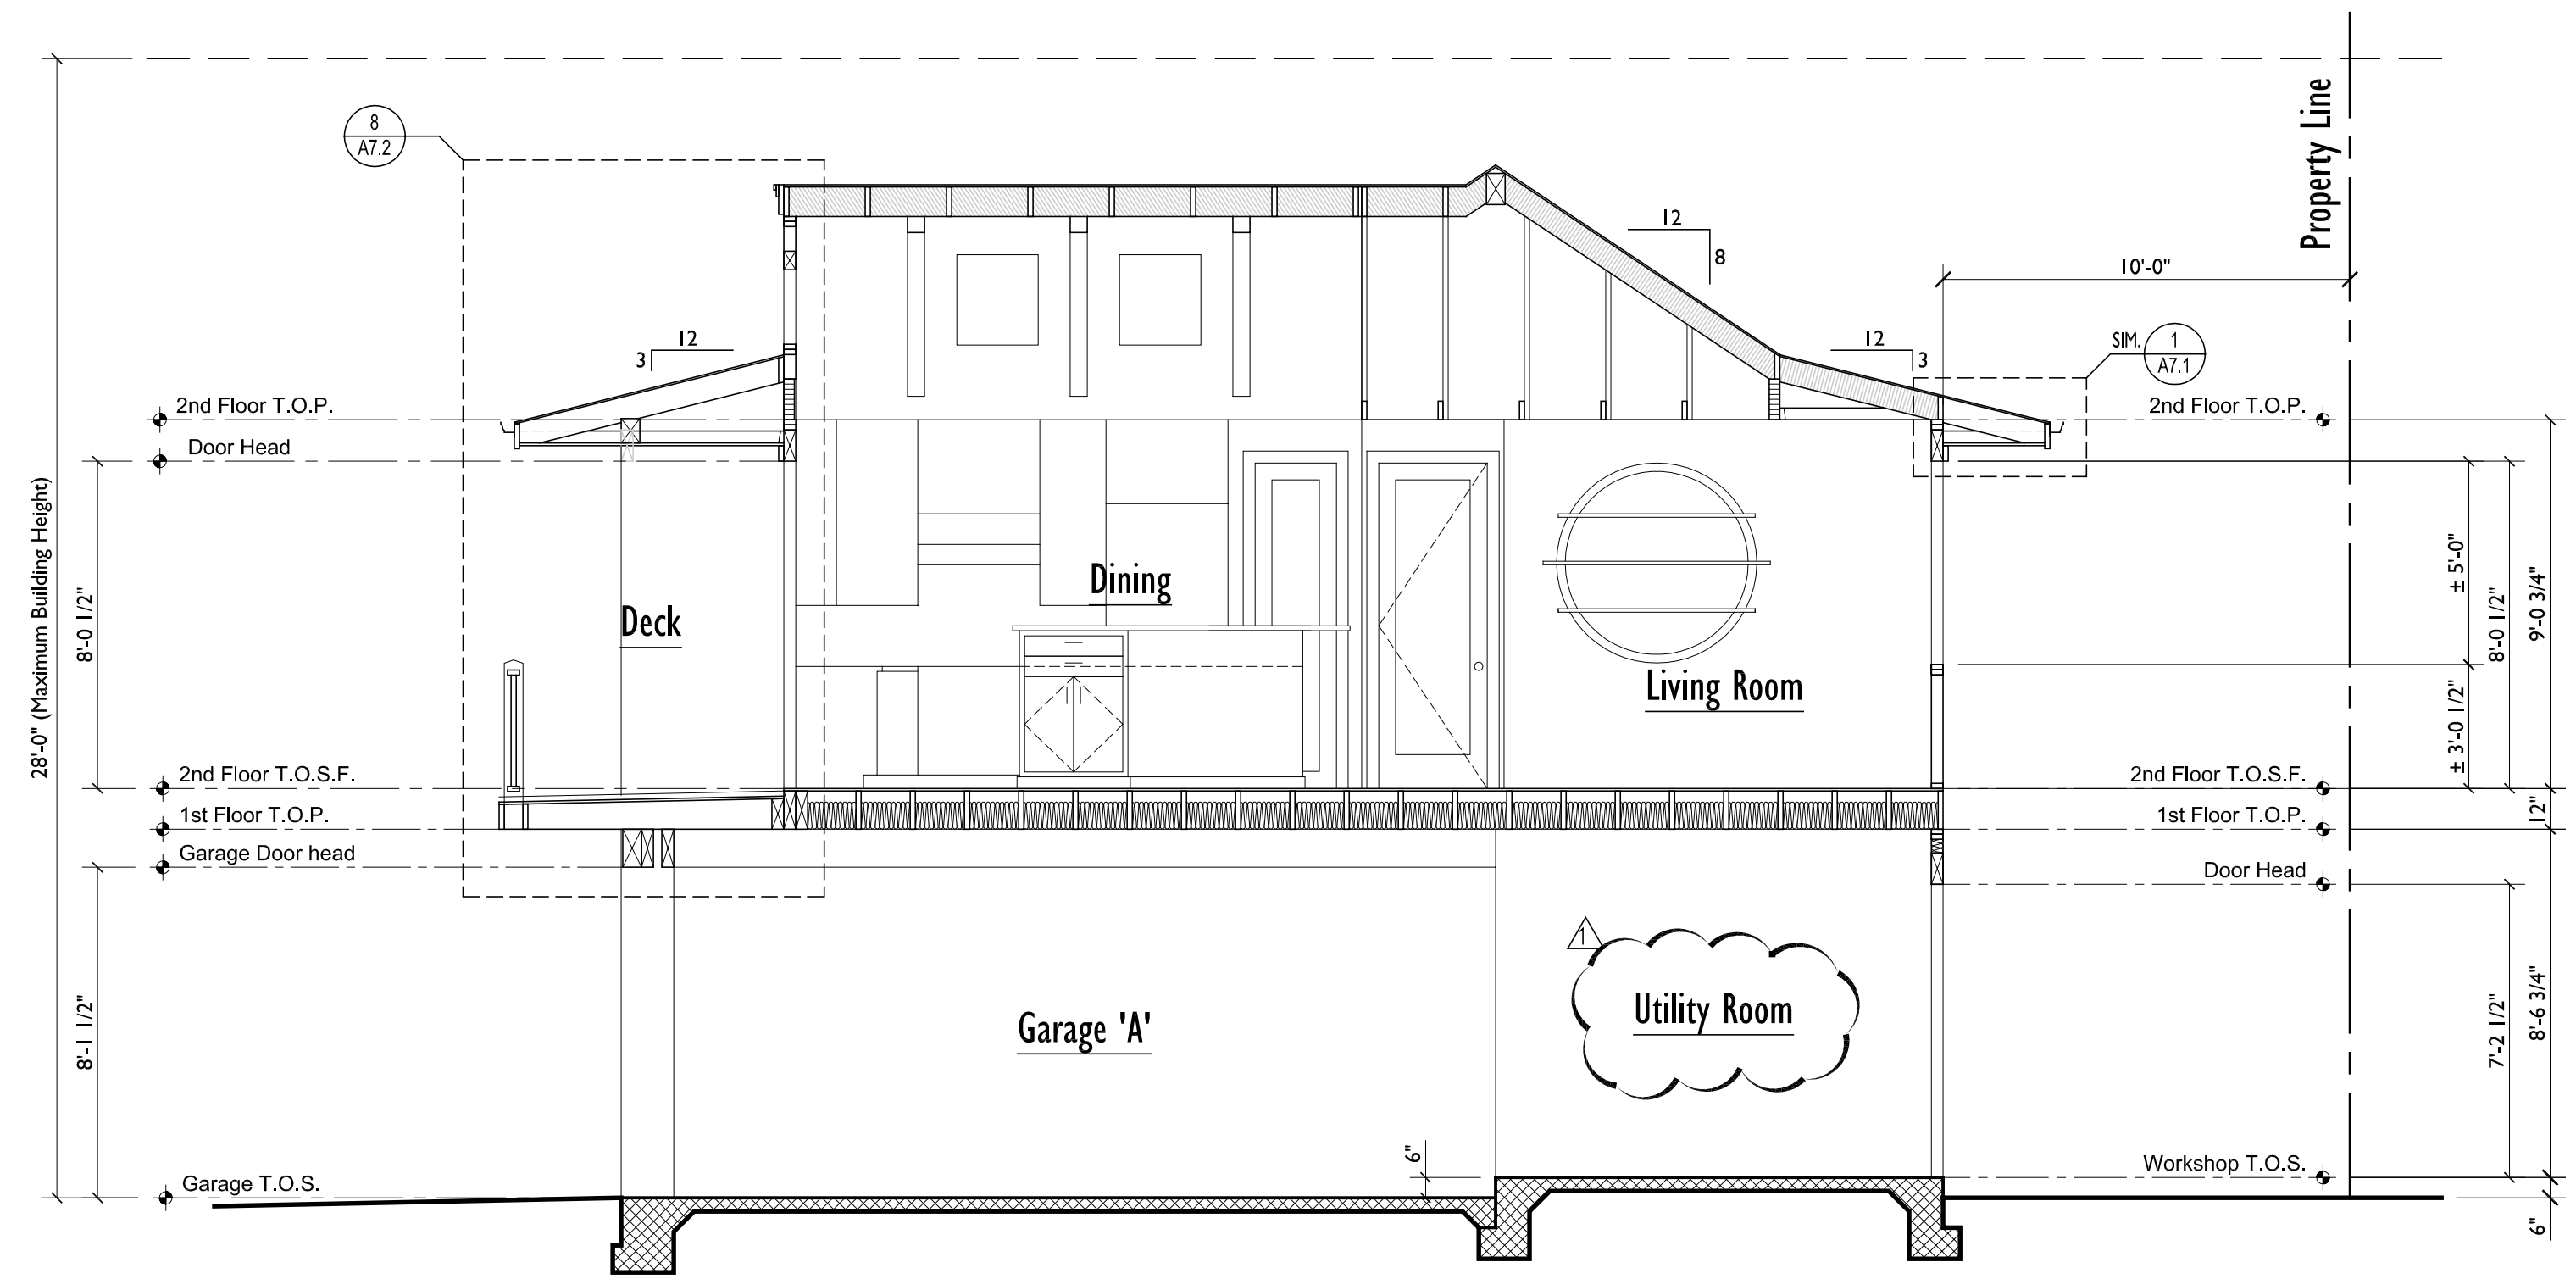 Property Line
8
A7.2
12
8
10'-0"
12
3
12
3
SIM.
1
A7.1
2nd Floor T.O.P.
2nd Floor T.O.P.
Door Head
28'-0" (Maximum Building Height)
8'-0 1/2"
Deck
Dining
Living Room
± 5'-0"
8'-0 1/2"
9'-0 3/4"
± 3'-0 1/2"
2nd Floor T.O.S.F.
2nd Floor T.O.S.F.
1st Floor T.O.P.
1st Floor T.O.P.
12"
Garage Door head
Door Head
1
Utility Room
Garage 'A'
8'-1 1/2"
7'-2 1/2"
8'-6 3/4"
6"
Workshop T.O.S.
Garage T.O.S.
6"